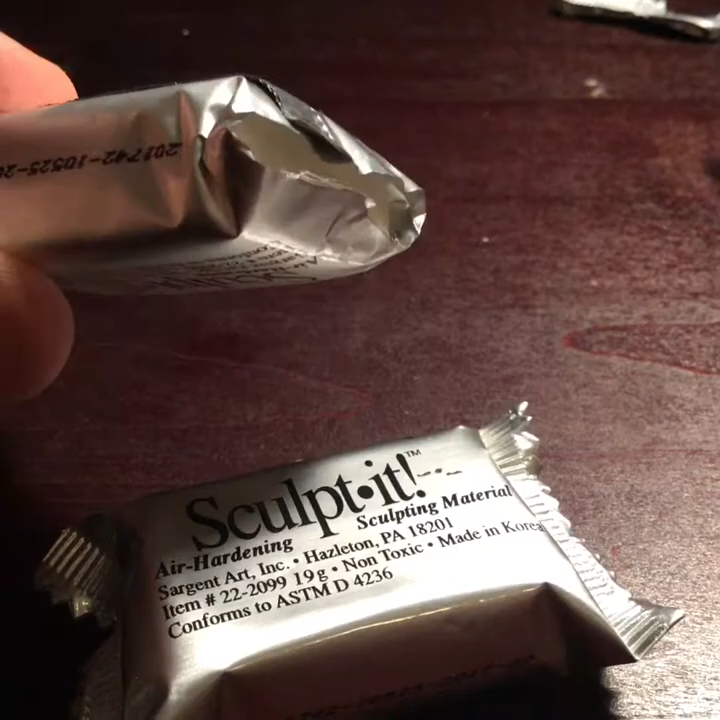 Sculpt•it!™
Air-Hardening Sculpting Material
Sargent Art, Inc. • Hazleton, PA 18201
Item # 22-2099 19g • Non Toxic • Made in Korea
Conforms to ASTM D 4236